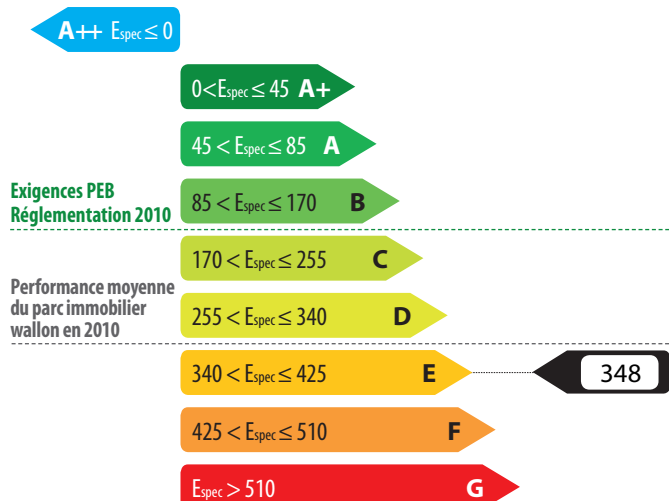 A++ Espec ≤ 0
0<Espec ≤ 45 A+
45 < Espec ≤ 85 A
Exigences PEB
Réglementation 2010
85 < Espec ≤ 170 B
170 < Espec ≤ 255 C
Performance moyenne
du parc immobilier
wallon en 2010
255 < Espec ≤ 340 D
340 < Espec ≤ 425 E
348
425 < Espec ≤ 510 F
Espec > 510 G